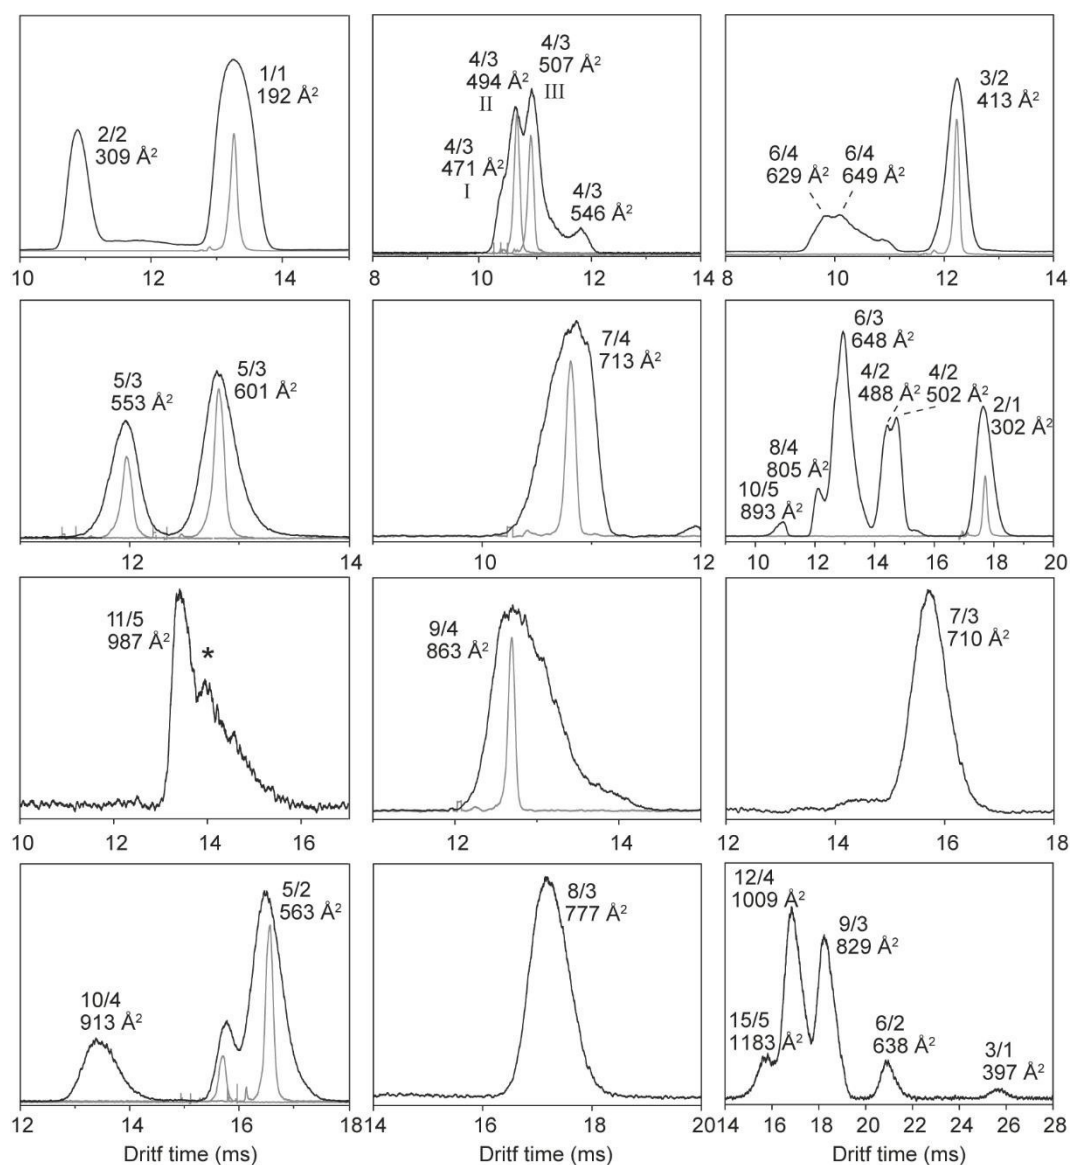 1/1
192 Å²
2/2
309 Å²
10 12 14
4/3
507 Å²
III
4/3
494 Å²
II
4/3
471 Å²
I
4/3
546 Å²
8 10 12 14
3/2
413 Å²
6/4
629 Å²
6/4
649 Å²
8 10 12 14
5/3
553 Å²
5/3
601 Å²
12 14
7/4
713 Å²
10 12
6/3
648 Å²
4/2
488 Å²
4/2
502 Å²
2/1
302 Å²
8/4
805 Å²
10/5
893 Å²
10 12 14 16 18 20
11/5
987 Å²
*
10 12 14 16
9/4
863 Å²
12 14
7/3
710 Å²
12 14 16 18
5/2
563 Å²
10/4
913 Å²
12 14 16 18
Dritf time (ms)
8/3
777 Å²
16 18 20
Dritf time (ms)
12/4
1009 Å²
9/3
829 Å²
15/5
1183 Å²
6/2
638 Å²
3/1
397 Å²
14 16 18 20 22 24 26 28
Dritf time (ms)